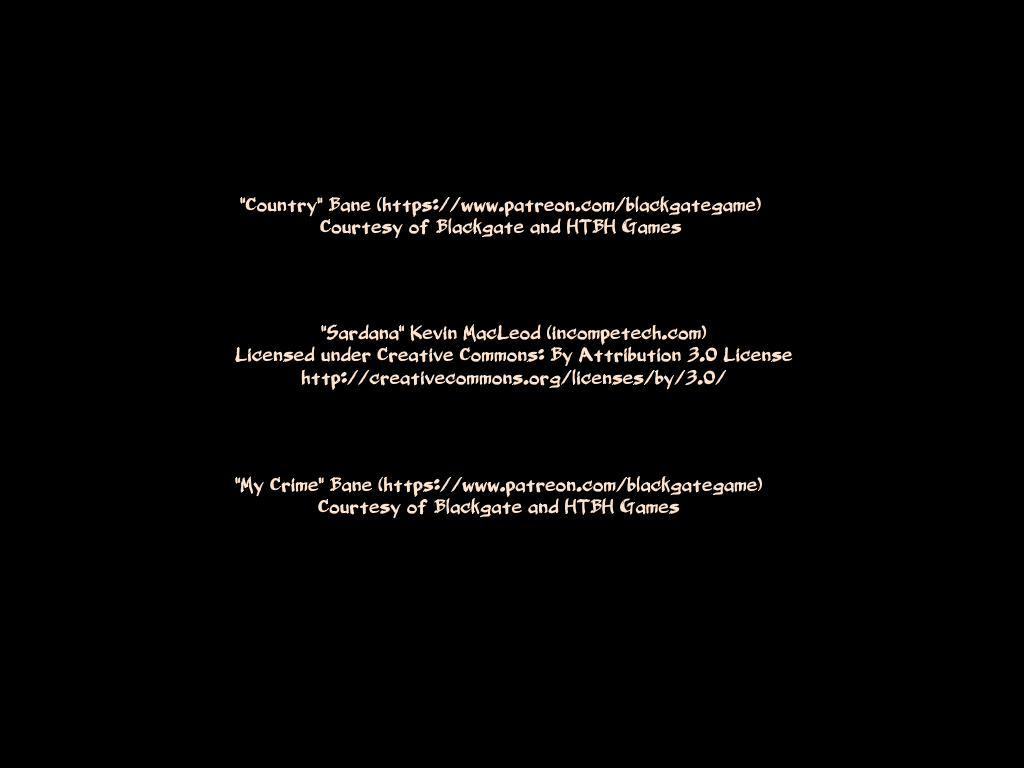 "Country" Bane (https://www.patreon.com/blackgategame)
Courtesy of Blackgate and HTBH Games
"Sardana" Kevin MacLeod (incompetech.com)
Licensed under Creative Commons: By Attribution 3.0 License
http://creativecommons.org/licenses/by/3.0/
"My Crime" Bane (https://www.patreon.com/blackgategame)
Courtesy of Blackgate and HTBH Games